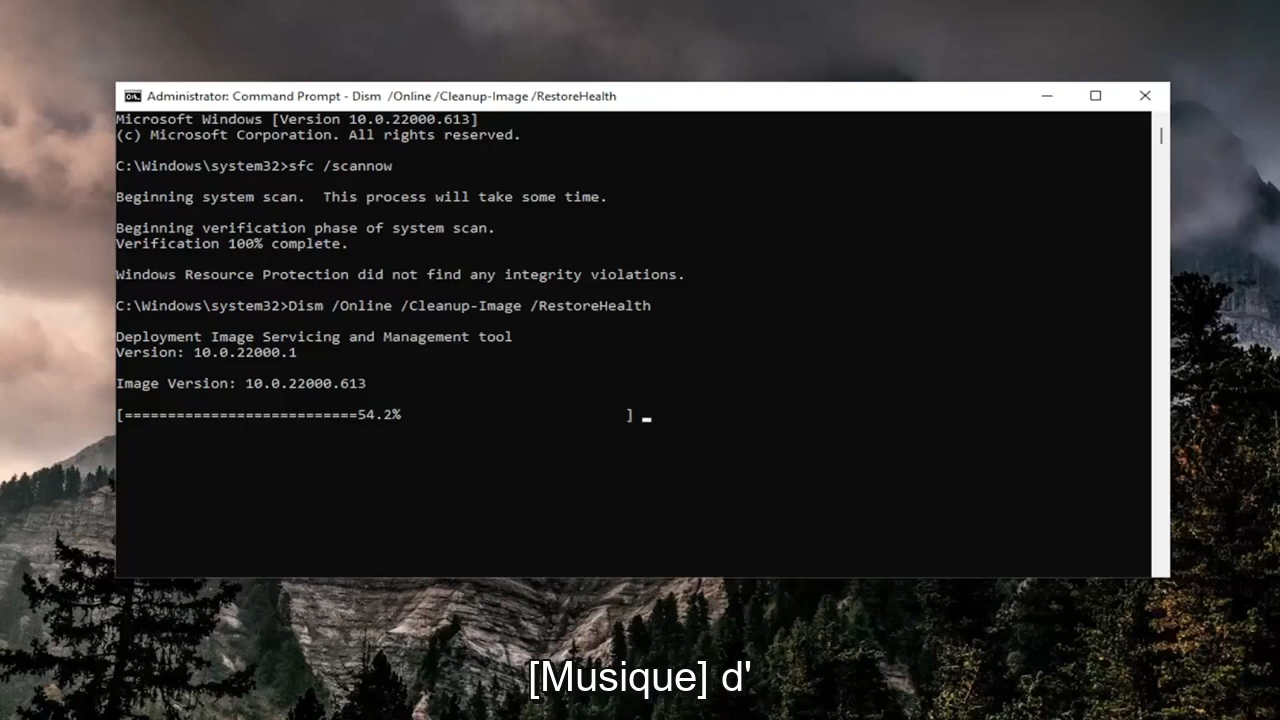 Administrator: Command Prompt - Dism  /Online /Cleanup-Image /RestoreHealth
Microsoft Windows [Version 10.0.22000.613]
(c) Microsoft Corporation. All rights reserved.
C:\Windows\system32>sfc /scannow
Beginning system scan.  This process will take some time.
Beginning verification phase of system scan.
Verification 100% complete.
Windows Resource Protection did not find any integrity violations.
C:\Windows\system32>Dism /Online /Cleanup-Image /RestoreHealth
Deployment Image Servicing and Management tool
Version: 10.0.22000.1
Image Version: 10.0.22000.613
[===========================54.2%                          ]
[Musique] d'